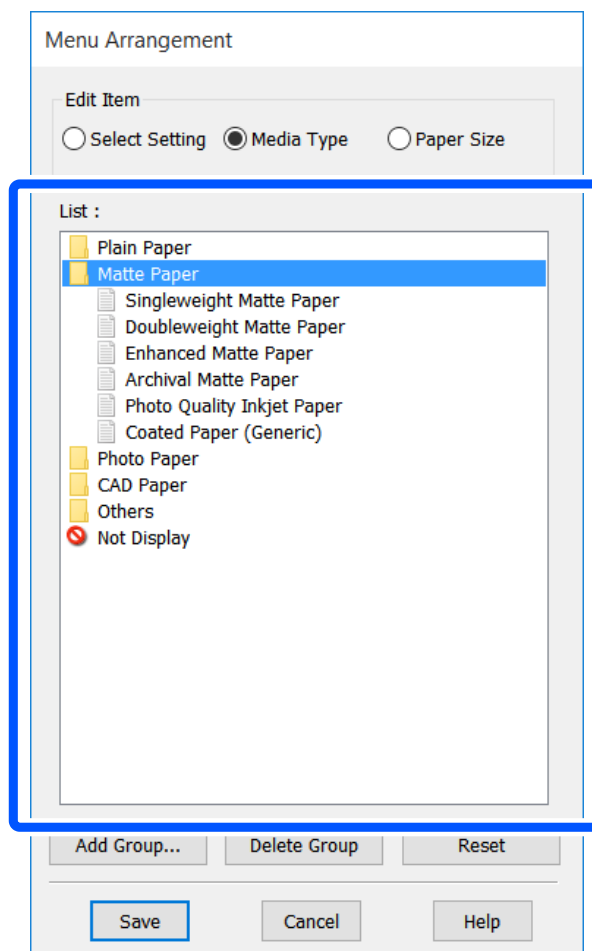 Menu Arrangement
Edit Item
Select Setting Media Type Paper Size
List :
Plain Paper
Matte Paper
Singleweight Matte Paper
Doubleweight Matte Paper
Enhanced Matte Paper
Archival Matte Paper
Photo Quality Inkjet Paper
Coated Paper (Generic)
Photo Paper
CAD Paper
Others
Not Display
Add Group... Delete Group Reset
Save Cancel Help